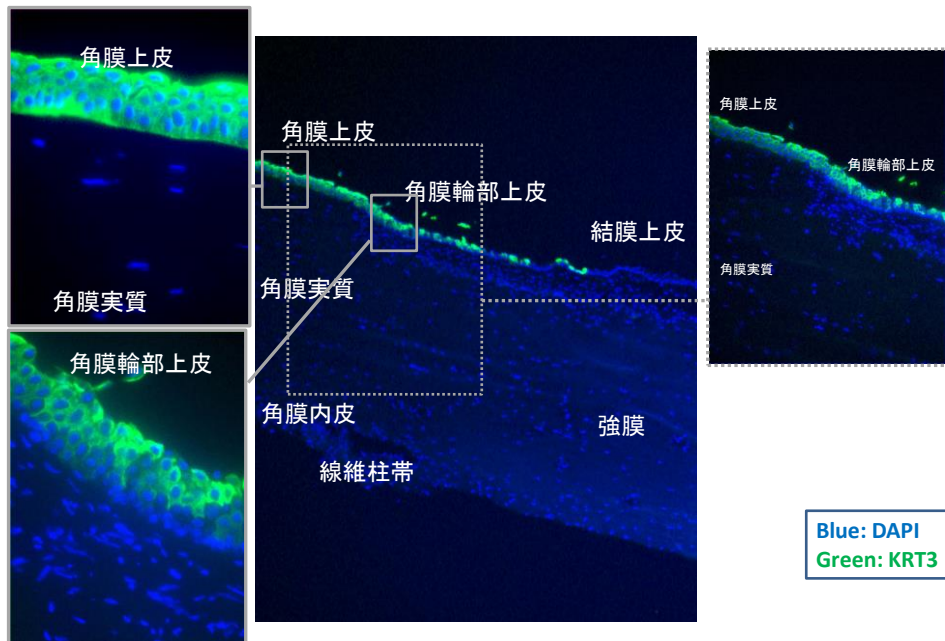 角膜上皮
角膜実質
角膜輪部上皮
角膜上皮
角膜輪部上皮
結膜上皮
角膜実質
角膜内皮
強膜
線維柱帯
角膜上皮
角膜輪部上皮
角膜実質
Blue: DAPI
Green: KRT3